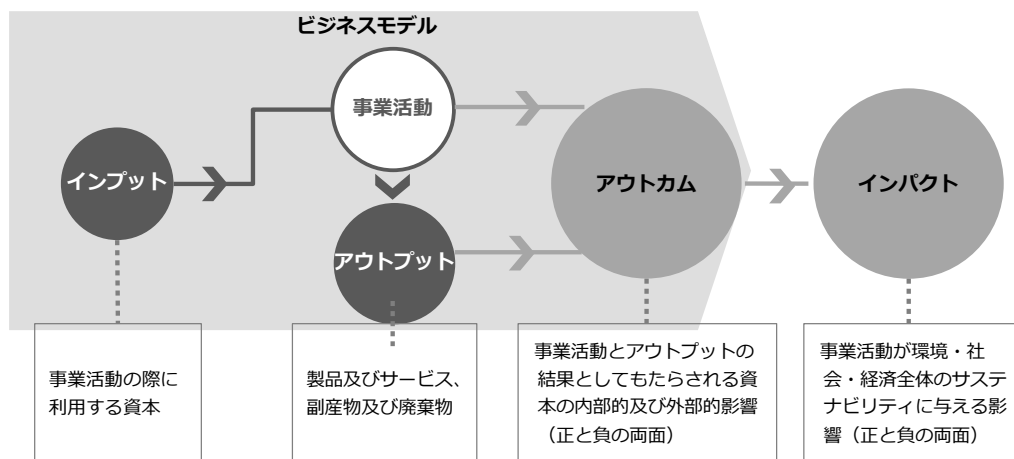 ビジネスモデル
事業活動
インプット
アウトプット
アウトカム
インパクト
事業活動の際に
利用する資本
製品及びサービス、
副産物及び廃棄物
事業活動とアウトプットの
結果としてもたらされる資
本の内部的及び外部的影響
（正と負の両面）
事業活動が環境・社
会・経済全体のサステ
ナビリティに与える影
響（正と負の両面）